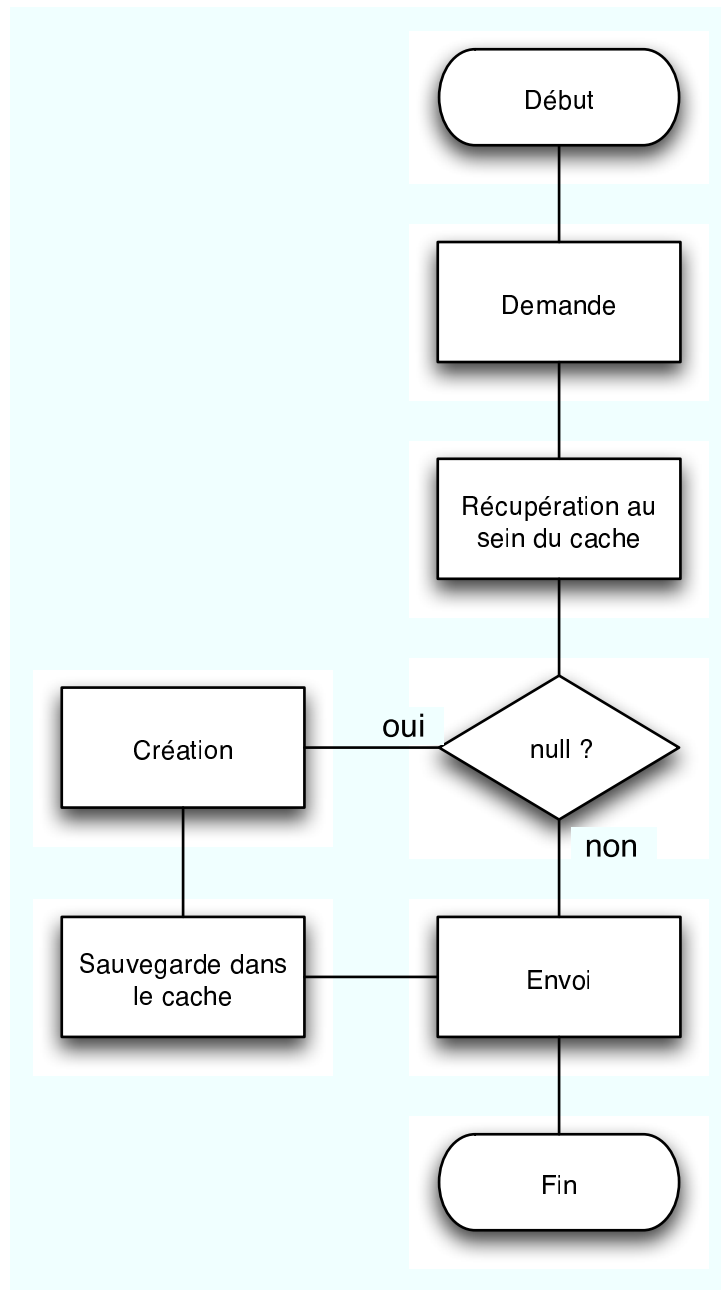 Début
Demande
Récupération au
sein du cache
null ?
oui
non
Création
Sauvegarde dans
le cache
Envoi
Fin